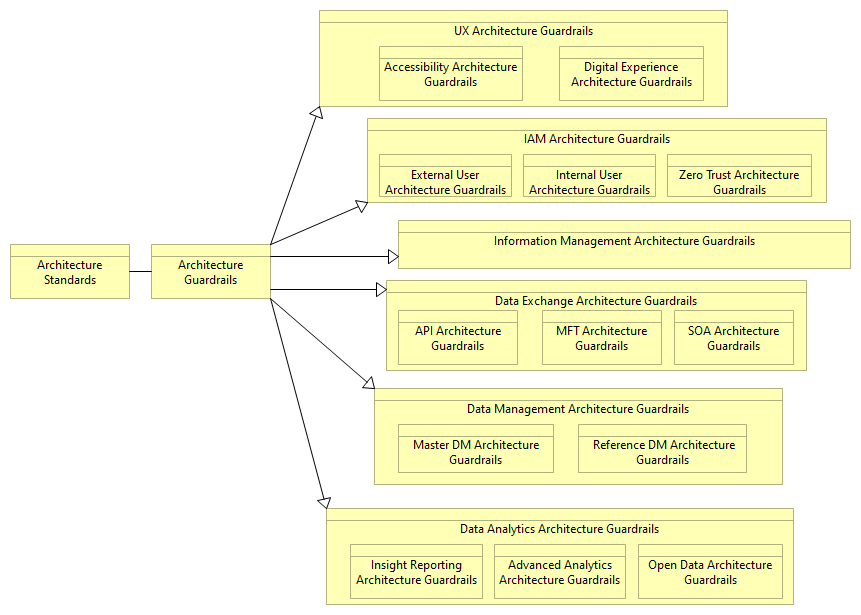 UX Architecture Guardrails
Accessibility Architecture
Guardrails
Digital Experience
Architecture Guardrails
IAM Architecture Guardrails
External User
Architecture Guardrails
Internal User
Architecture Guardrails
Zero Trust Architecture
Guardrails
Architecture
Standards
Architecture
Guardrails
Information Management Architecture Guardrails
Data Exchange Architecture Guardrails
API Architecture
Guardrails
MFT Architecture
Guardrails
SOA Architecture
Guardrails
Data Management Architecture Guardrails
Master DM Architecture
Guardrails
Reference DM Architecture
Guardrails
Data Analytics Architecture Guardrails
Insight Reporting
Architecture Guardrails
Advanced Analytics
Architecture Guardrails
Open Data Architecture
Guardrails